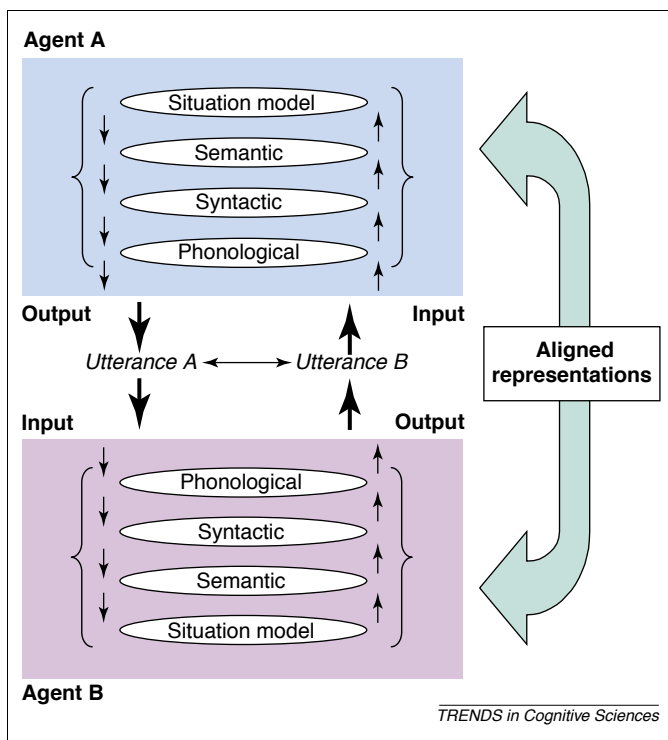 Agent A
Situation model
Semantic
Syntactic
Phonological
Output
Input
Utterance A
Utterance B
Aligned
representations
Input
Output
Phonological
Syntactic
Semantic
Situation model
Agent B
TRENDS in Cognitive Sciences